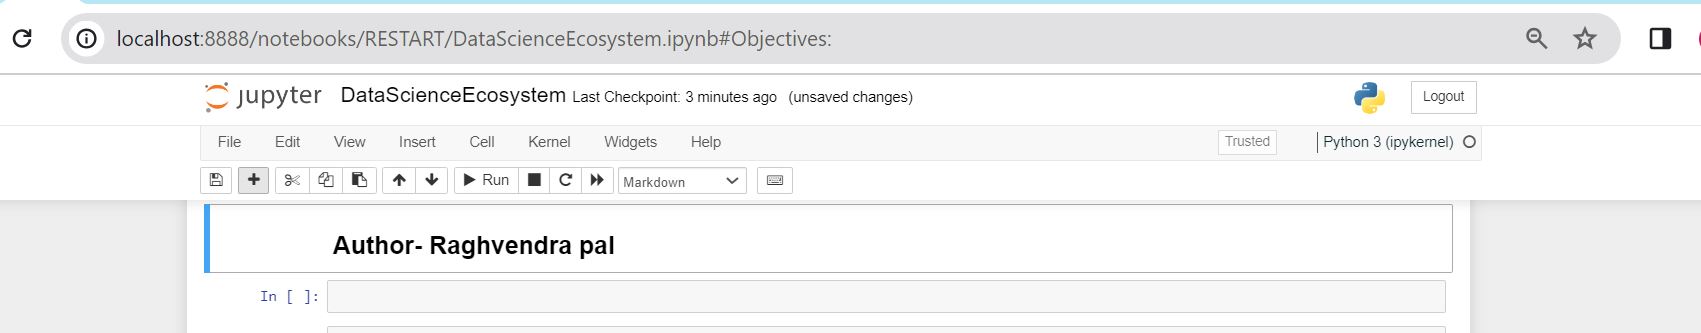 localhost:8888/notebooks/RESTART/DataScienceEcosystem.ipynb#Objectives:
jupyter DataScienceEcosystem Last Checkpoint: 3 minutes ago (unsaved changes) Logout
File Edit View Insert Cell Kernel Widgets Help Trusted Python 3 (ipykernel)
Run Markdown
Author- Raghvendra pal
In [ ]: